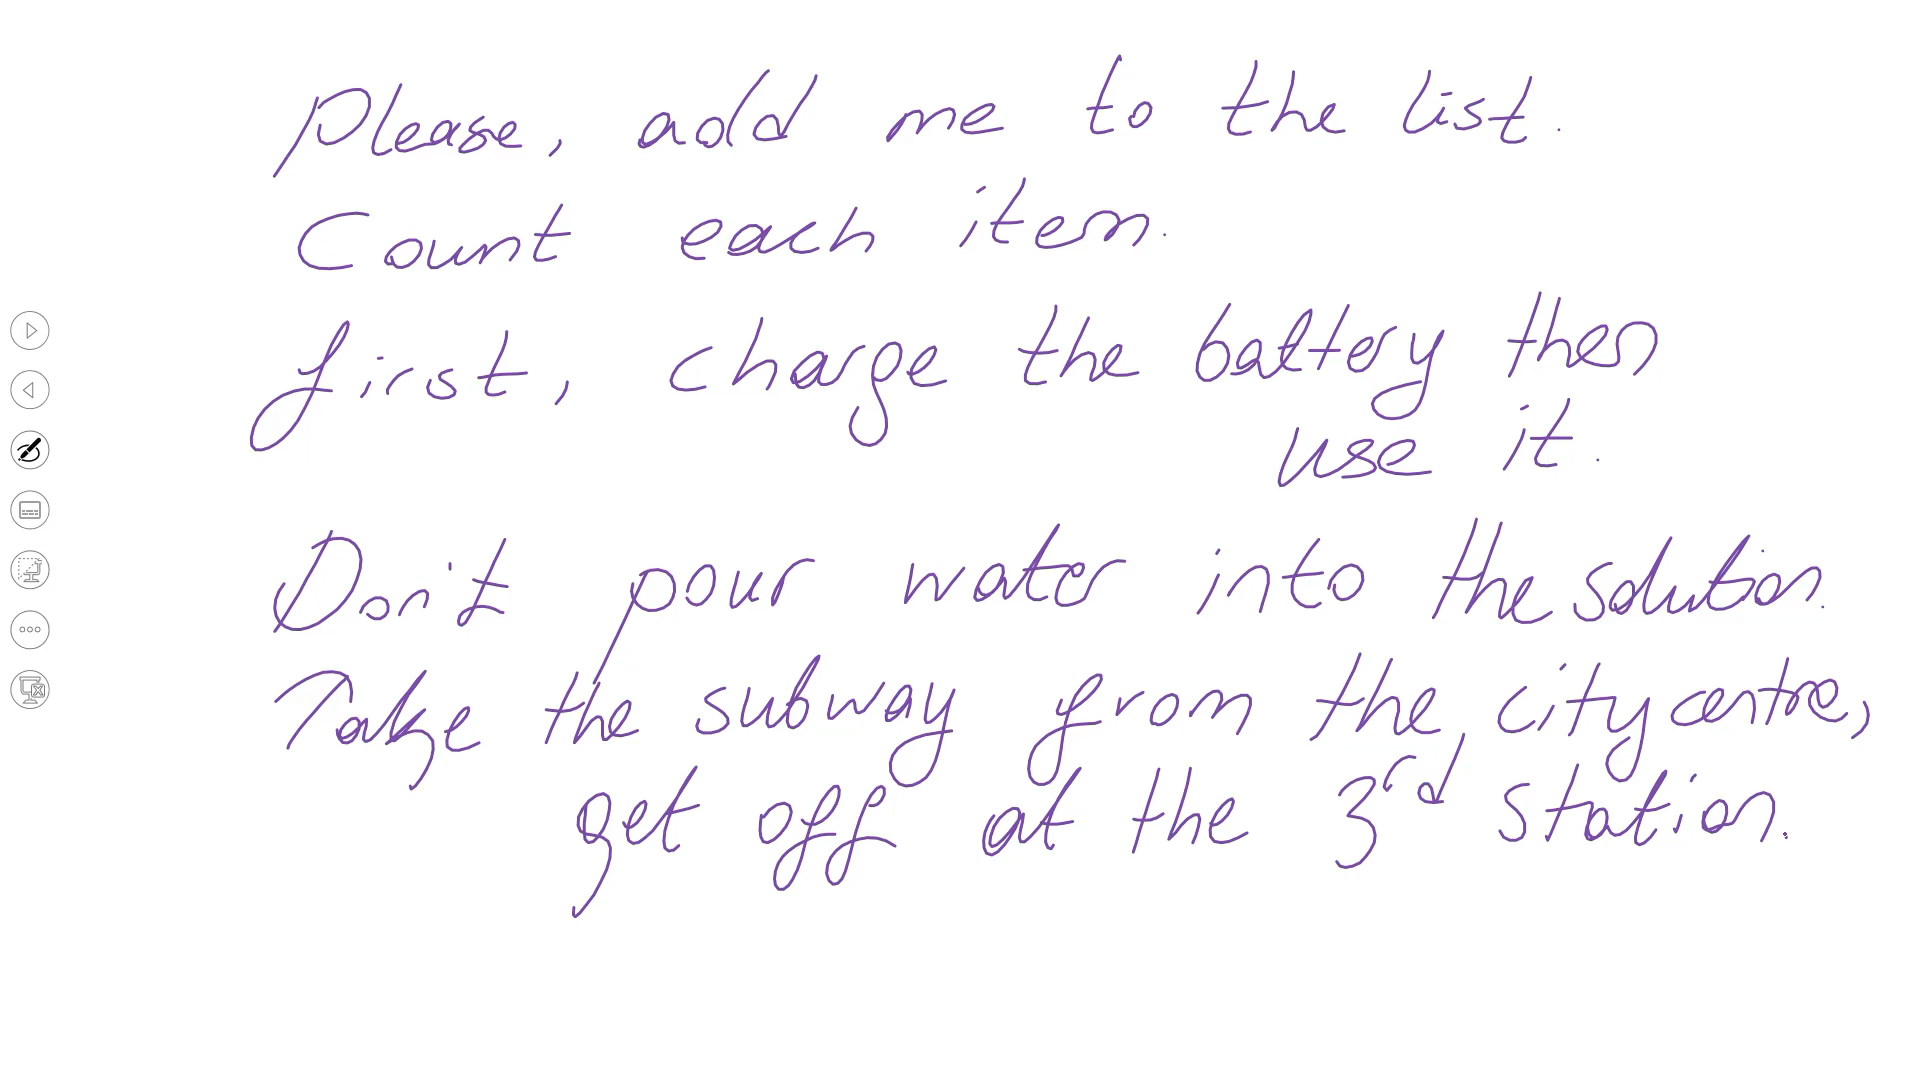 Please, add me to the list.
Count each item.
first, charge the battery then
use it.
Don't pour water into the solution.
Take the subway from the city centre,
get off at the 3rd station.